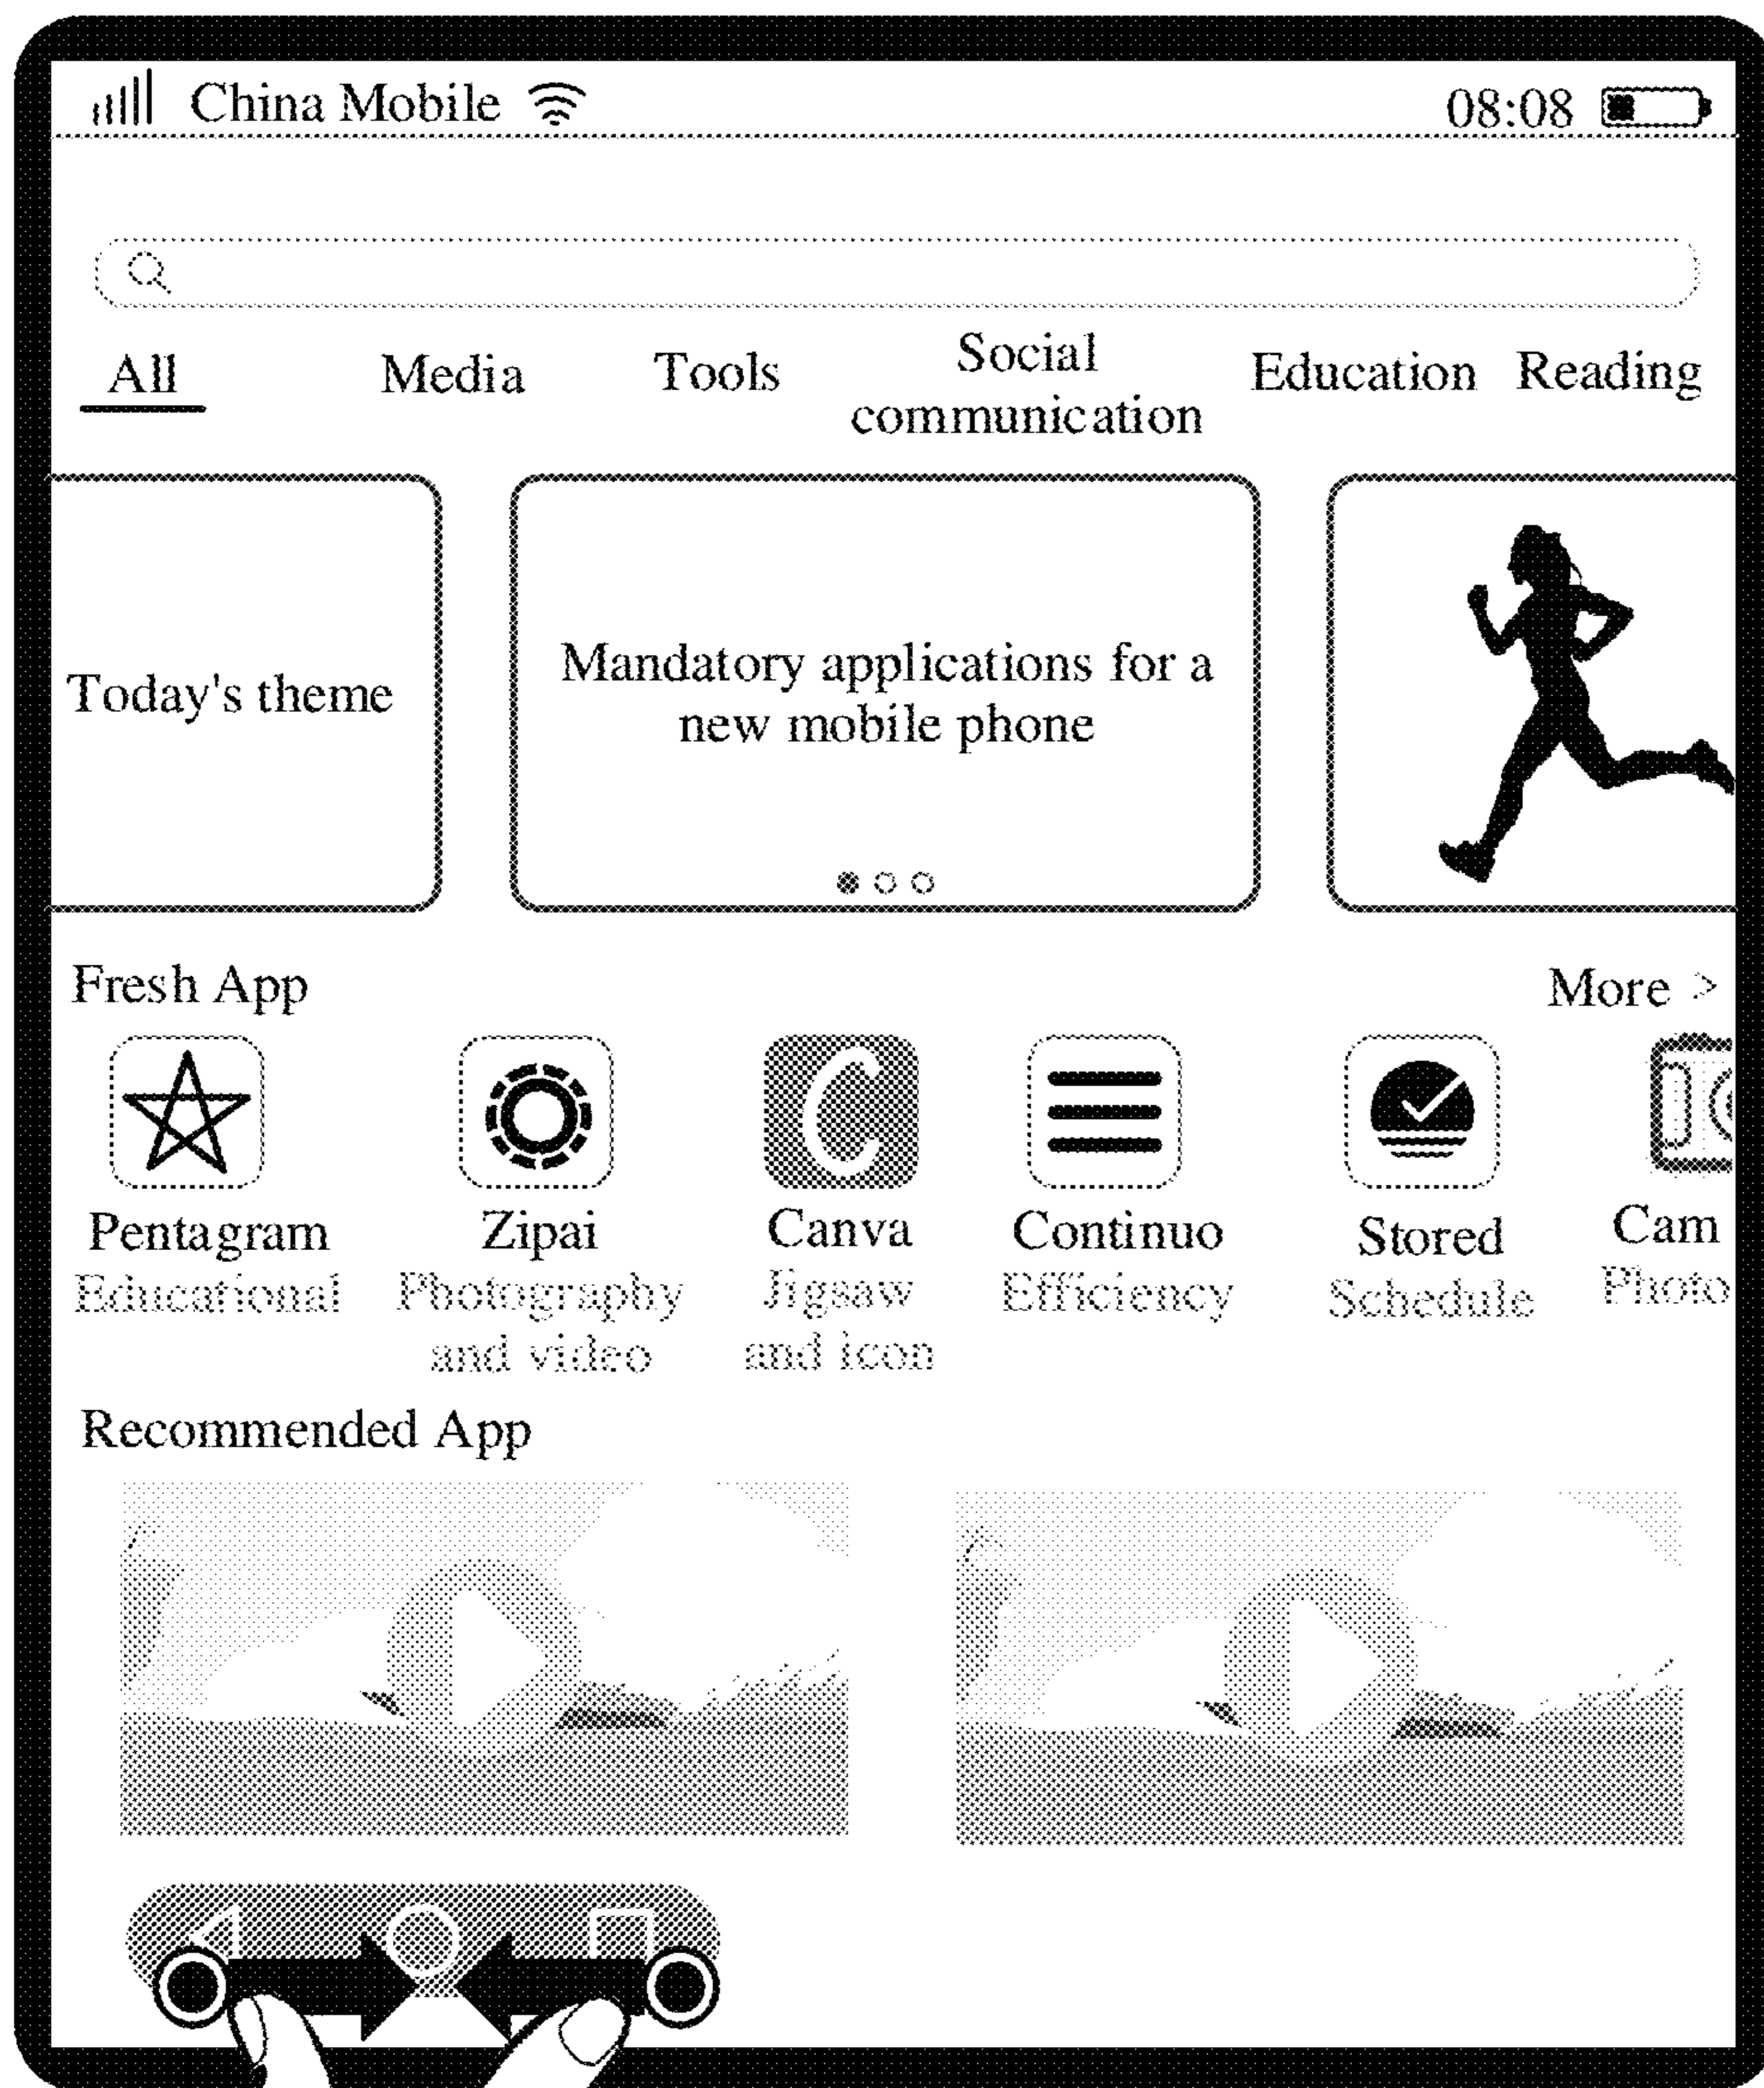 China Mobile 08:08
All Media Tools Social communication Education Reading
Today's theme
Mandatory applications for a
new mobile phone
Fresh App More >
Pentagram Zipai Canva Continuo Stored Cam
Educational Photography Jigsaw Efficiency Schedule Photo
and video and icon
Recommended App